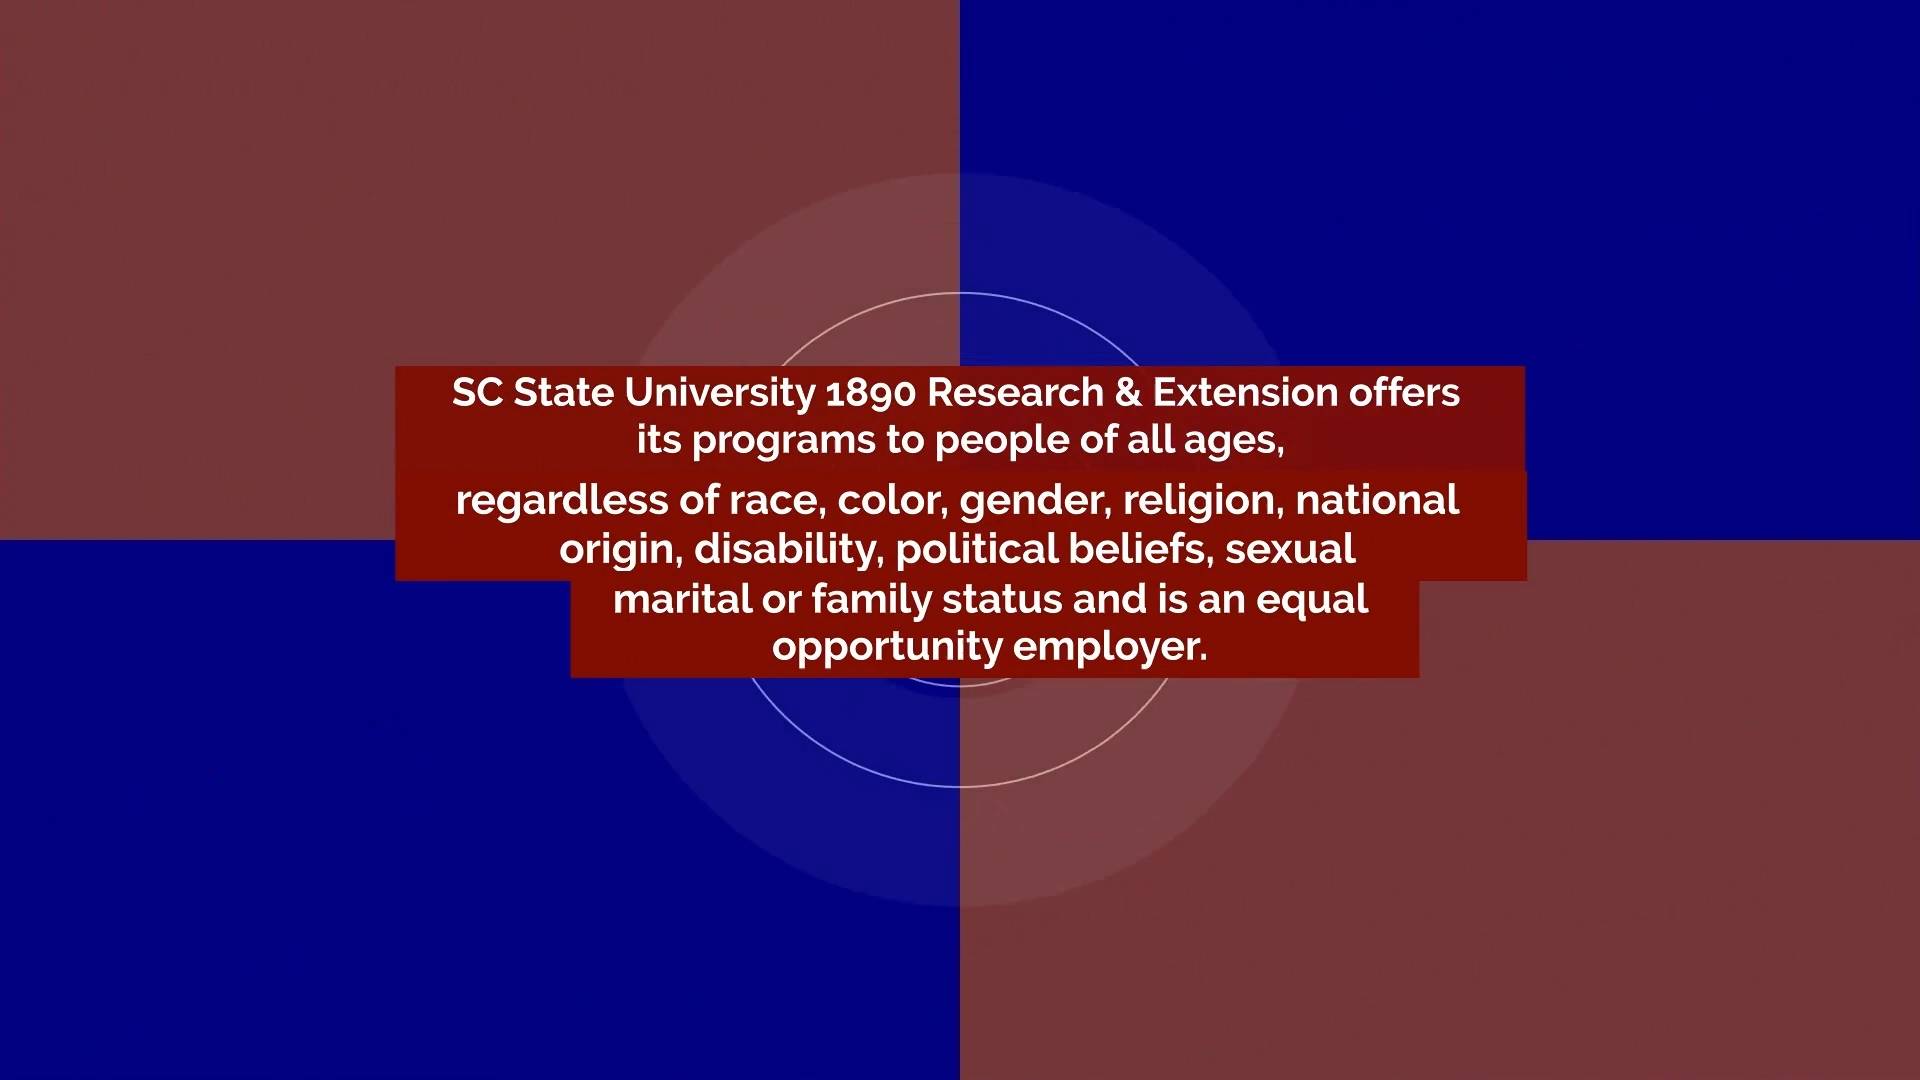 SC State University 1890 Research & Extension offers
its programs to people of all ages,
regardless of race, color, gender, religion, national
origin, disability, political beliefs, sexual
marital or family status and is an equal
opportunity employer.